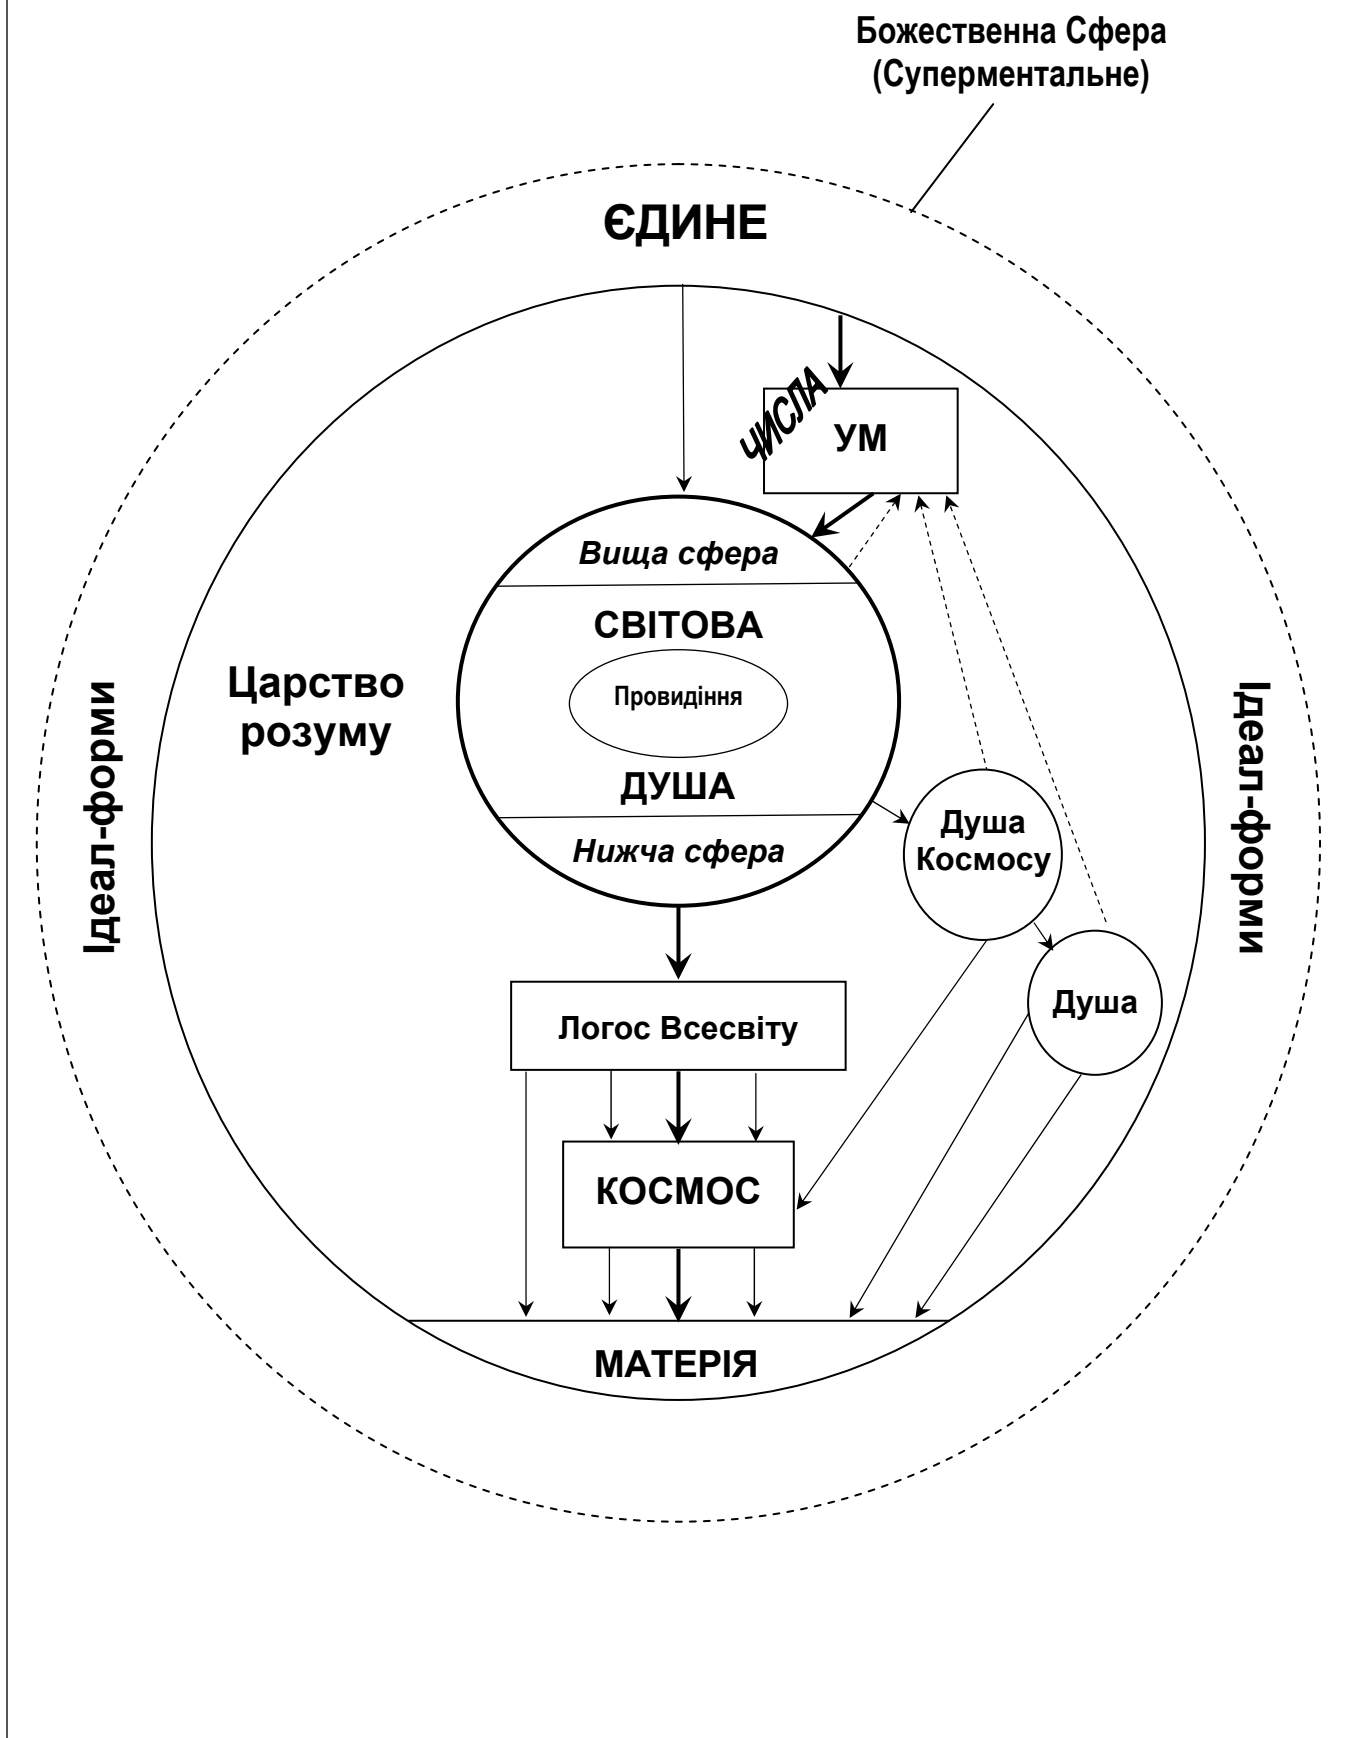 Божественна Сфера
(Суперментальне)
ЄДИНЕ
ЧИСЛА
УМ
Вища сфера
СВІТОВА
Провидіння
ДУША
Нижча сфера
Царство
розуму
Ідеал-форми
Ідеал-форми
Душа
Космосу
Душа
Логос Всесвіту
КОСМОС
МАТЕРІЯ